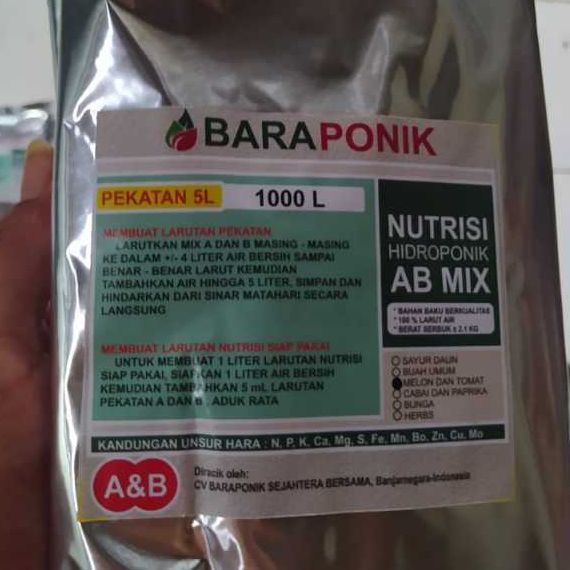 BARAPONIK
PEKATAN 5L
1000 L
MEMBUAT LARUTAN PEKATAN
LARUTKAN MIX A DAN B MASING - MASING
KE DALAM +/- 4 LITER AIR BERSIH SAMPAI
BENAR - BENAR LARUT KEMUDIAN
TAMBAHKAN AIR HINGGA 5 LITER, SIMPAN DAN
HINDARKAN DARI SINAR MATAHARI SECARA
LANGSUNG
MEMBUAT LARUTAN NUTRISI SIAP PAKAI
UNTUK MEMBUAT 1 LITER LARUTAN NUTRISI
SIAP PAKAI, SIAPKAN 1 LITER AIR BERSIH
KEMUDIAN TAMBAHKAN 5 mL LARUTAN
PEKATAN A DAN B . ADUK RATA
NUTRISI
HIDROPONIK
AB MIX
* BAHAN BAKU BERKUALITAS
* 100 % LARUT AIR
* BERAT SERBUK ± 2.1 KG
SAYUR DAUN
BUAH UMUM
MELON DAN TOMAT
CABAI DAN PAPRIKA
BUNGA
HERBS
KANDUNGAN UNSUR HARA : N, P, K, Ca, Mg, S, Fe, Mn, Bo, Zn, Cu, Mo
A&B
Diracik oleh:
CV BARAPONIK SEJAHTERA BERSAMA, Banjarnegara-Indonesia